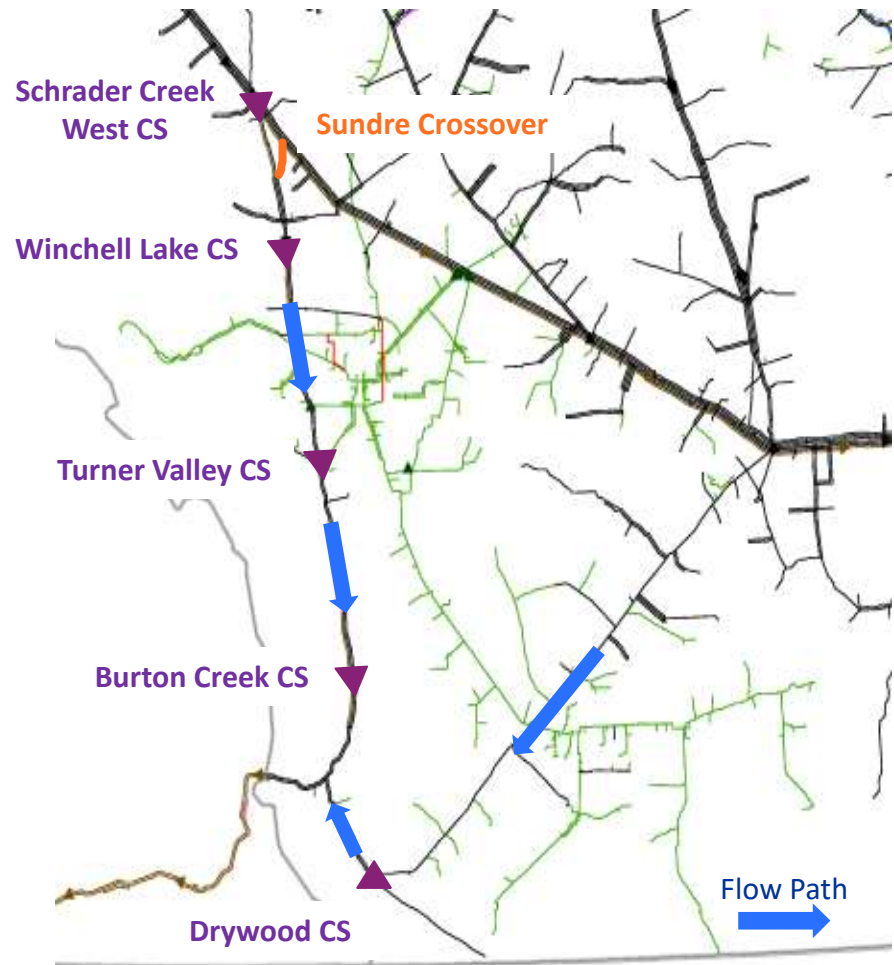 Schrader Creek
West CS
Sundre Crossover
Winchell Lake CS
Turner Valley CS
Burton Creek CS
Drywood CS
Flow Path